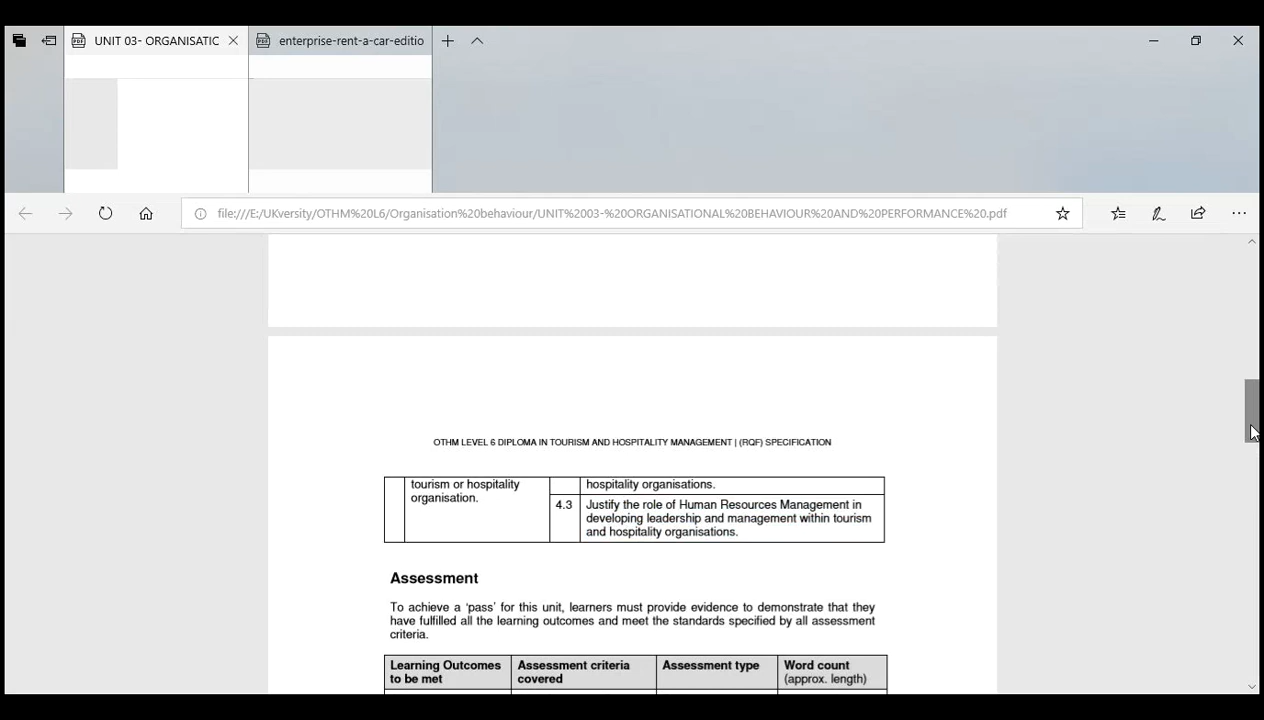 UNIT 03- ORGANISATIC
enterprise-rent-a-car-editio
file:///E:/UKversity/OTHM%20L6/Organisation%20behaviour/UNIT%2003-%20ORGANISATIONAL%20BEHAVIOUR%20AND%20PERFORMANCE%20.pdf
OTHM LEVEL 6 DIPLOMA IN TOURISM AND HOSPITALITY MANAGEMENT | (RQF) SPECIFICATION
tourism or hospitality
organisation.
hospitality organisations.
4.3
Justify the role of Human Resources Management in
developing leadership and management within tourism
and hospitality organisations.
Assessment
To achieve a ‘pass’ for this unit, learners must provide evidence to demonstrate that they
have fulfilled all the learning outcomes and meet the standards specified by all assessment
criteria.
Learning Outcomes
to be met
Assessment criteria
covered
Assessment type
Word count
(approx. length)